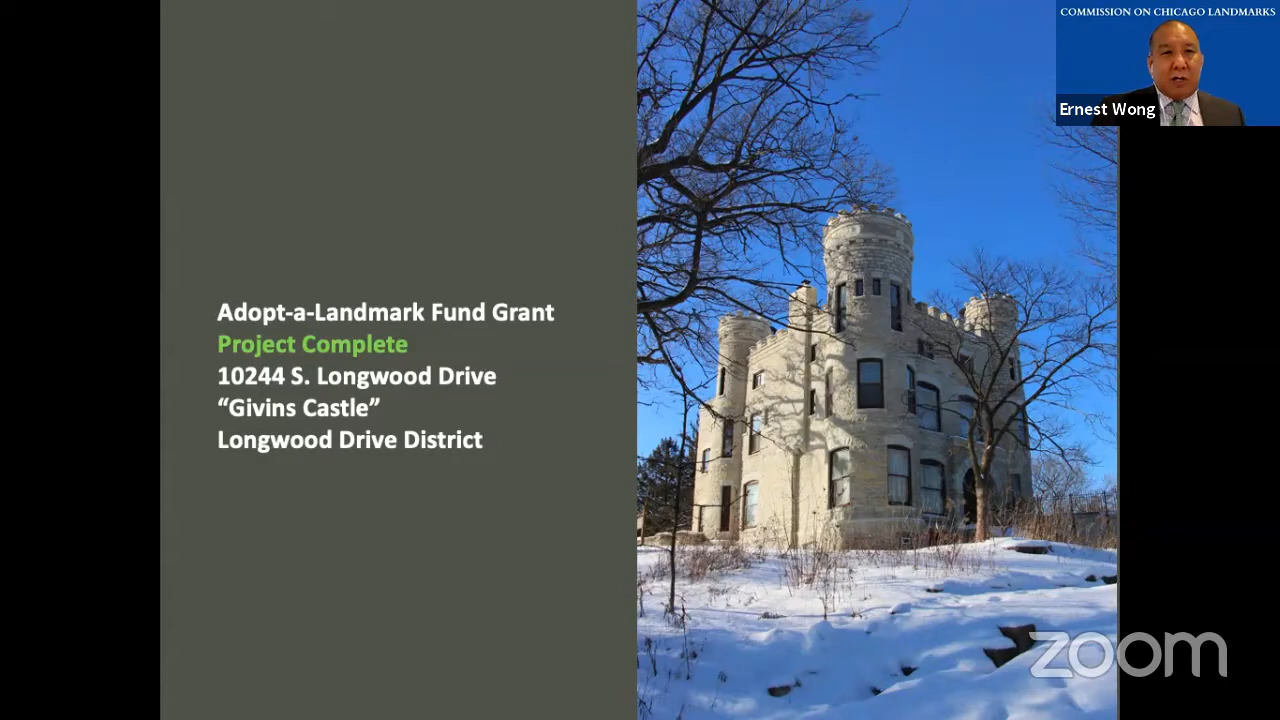 Adopt-a-Landmark Fund Grant
Project Complete
10244 S. Longwood Drive
“Givins Castle”
Longwood Drive District
COMMISSION ON CHICAGO LANDMARKS
Ernest Wong
zoom